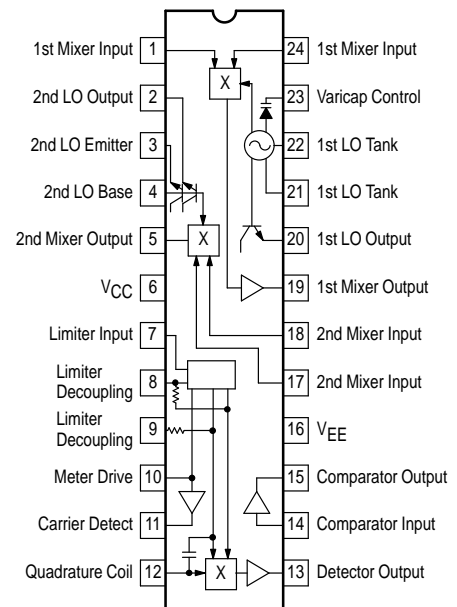 1st Mixer Input 1 24 1st Mixer Input
X
2nd LO Output 2 23 Varicap Control
2nd LO Emitter 3 22 1st LO Tank
2nd LO Base 4 21 1st LO Tank
2nd Mixer Output 5 X 20 1st LO Output
VCC 6 19 1st Mixer Output
Limiter Input 7 18 2nd Mixer Input
Limiter
Decoupling 8 17 2nd Mixer Input
Limiter
Decoupling 9 16 VEE
Meter Drive 10 15 Comparator Output
Carrier Detect 11 14 Comparator Input
Quadrature Coil 12 X 13 Detector Output